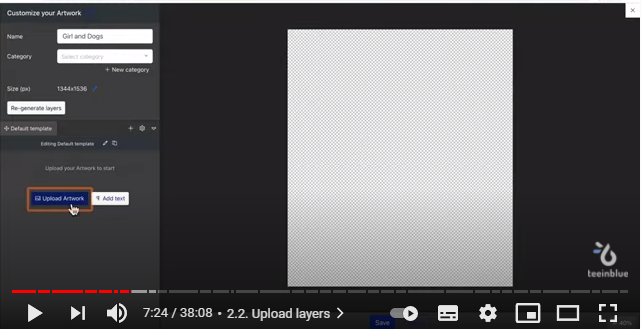 Customize your Artwork
Name
Girl and Dogs
Category
Select category
+ New category
Size (px)
1344x1536
Re-generate layers
Default template
Editing Default template
Upload your Artwork to start
Upload Artwork
Add text
teeinblue
7:24 / 38:08 • 2.2. Upload layers >
Save
40%